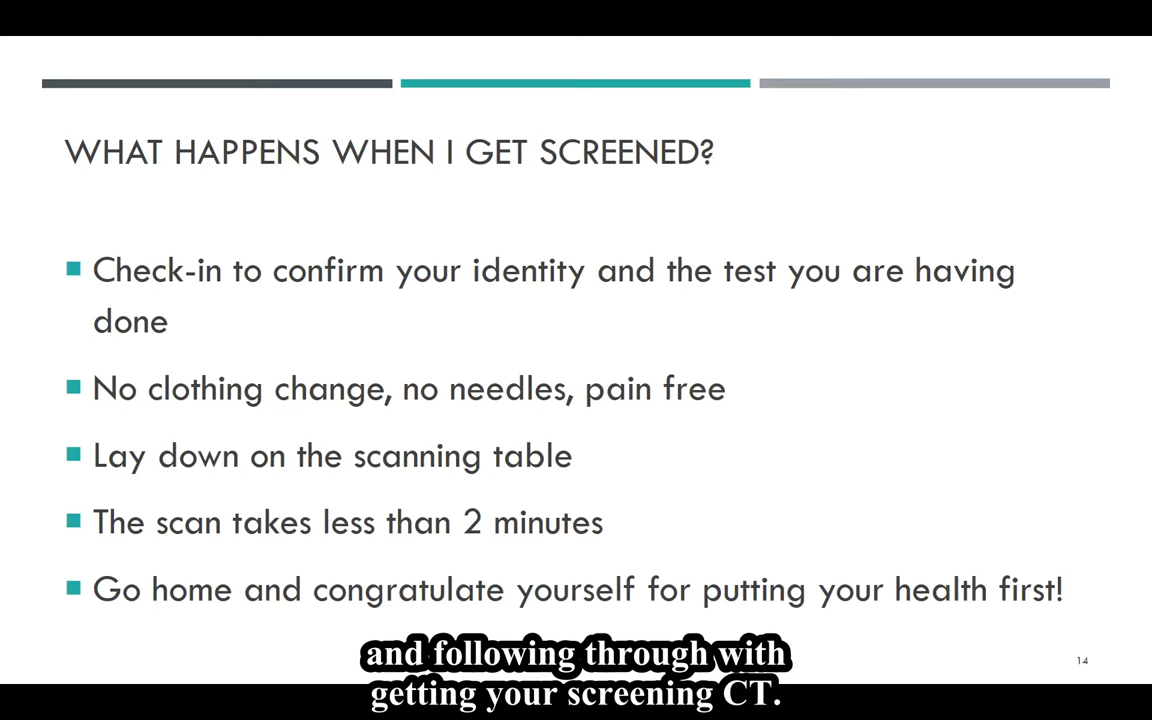 WHAT HAPPENS WHEN I GET SCREENED?
Check-in to confirm your identity and the test you are having
done
No clothing change, no needles, pain free
Lay down on the scanning table
The scan takes less than 2 minutes
Go home and congratulate yourself for putting your health first!
and following through with
getting your screening CT.
14